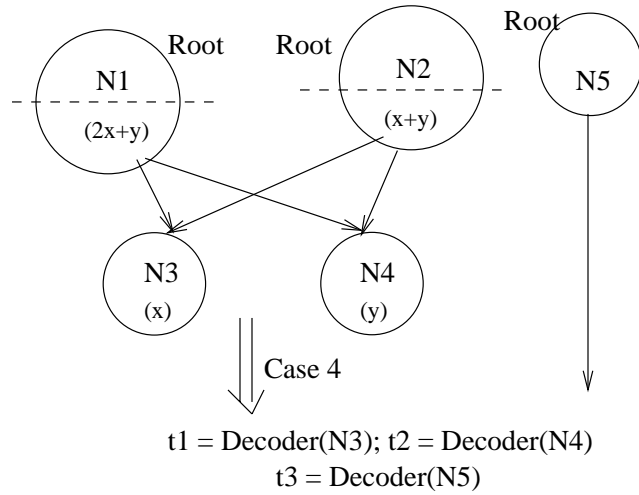 Root
Root
Root
N1
N2
N5
(2x+y)
(x+y)
N3
N4
(x)
(y)
Case 4
t1 = Decoder(N3); t2 = Decoder(N4)
t3 = Decoder(N5)